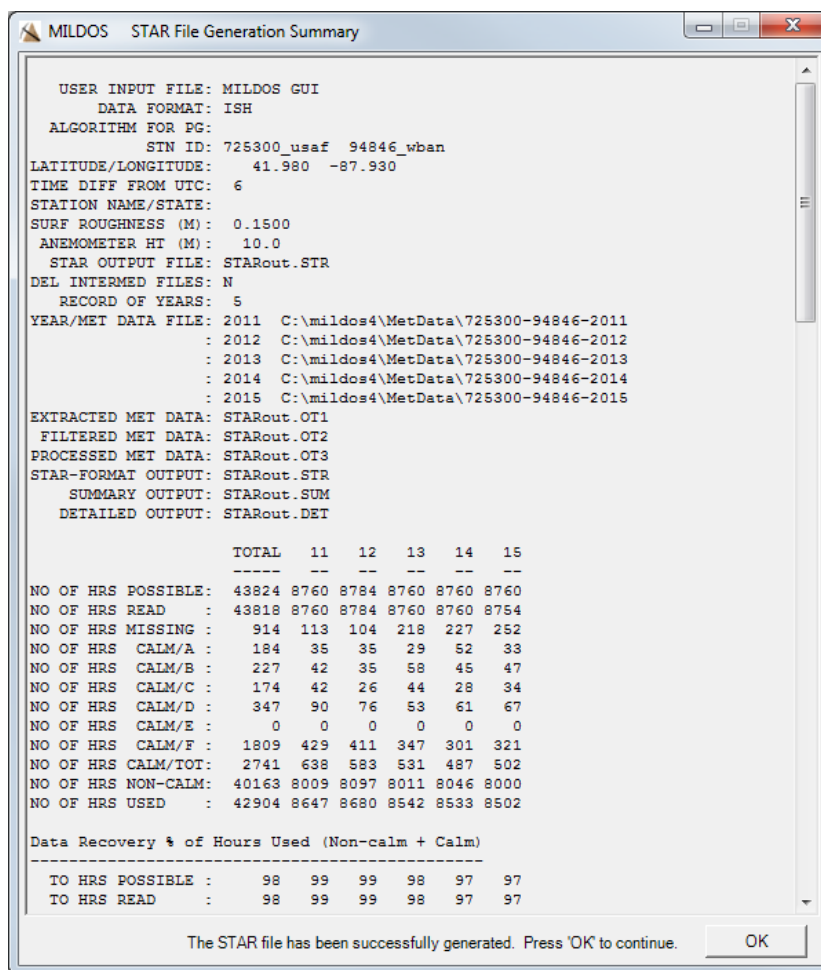 MILDOS    STAR File Generation Summary
USER INPUT FILE: MILDOS GUI
DATA FORMAT: ISH
ALGORITHM FOR PG:
STN ID: 725300_usaf  94846_wban
LATITUDE/LONGITUDE:    41.980  -87.930
TIME DIFF FROM UTC:  6
STATION NAME/STATE:
SURF ROUGHNESS (M):  0.1500
ANEMOMETER HT (M):   10.0
STAR OUTPUT FILE: STARout.STR
DEL INTERMED FILES: N
RECORD OF YEARS:  5
YEAR/MET DATA FILE: 2011  C:\mildos4\MetData\725300-94846-2011
: 2012  C:\mildos4\MetData\725300-94846-2012
: 2013  C:\mildos4\MetData\725300-94846-2013
: 2014  C:\mildos4\MetData\725300-94846-2014
: 2015  C:\mildos4\MetData\725300-94846-2015
EXTRACTED MET DATA: STARout.OT1
FILTERED MET DATA: STARout.OT2
PROCESSED MET DATA: STARout.OT3
STAR-FORMAT OUTPUT: STARout.STR
SUMMARY OUTPUT: STARout.SUM
DETAILED OUTPUT: STARout.DET
TOTAL   11   12   13   14   15
-----   --   --   --   --   --
NO OF HRS POSSIBLE:  43824 8760 8784 8760 8760 8760
NO OF HRS READ    :  43818 8760 8784 8760 8760 8754
NO OF HRS MISSING :    914  113  104  218  227  252
NO OF HRS  CALM/A :    184   35   35   29   52   33
NO OF HRS  CALM/B :    227   42   35   58   45   47
NO OF HRS  CALM/C :    174   42   26   44   28   34
NO OF HRS  CALM/D :    347   90   76   53   61   67
NO OF HRS  CALM/E :      0    0    0    0    0    0
NO OF HRS  CALM/F :   1809  429  411  347  301  321
NO OF HRS CALM/TOT:   2741  638  583  531  487  502
NO OF HRS NON-CALM:  40163 8009 8097 8011 8046 8000
NO OF HRS USED    :  42904 8647 8680 8542 8533 8502
Data Recovery % of Hours Used (Non-calm + Calm)
-----------------------------------------------
TO HRS POSSIBLE :     98   99   99   98   97   97
TO HRS READ     :     98   99   99   98   97   97
The STAR file has been successfully generated.  Press 'OK' to continue.
OK